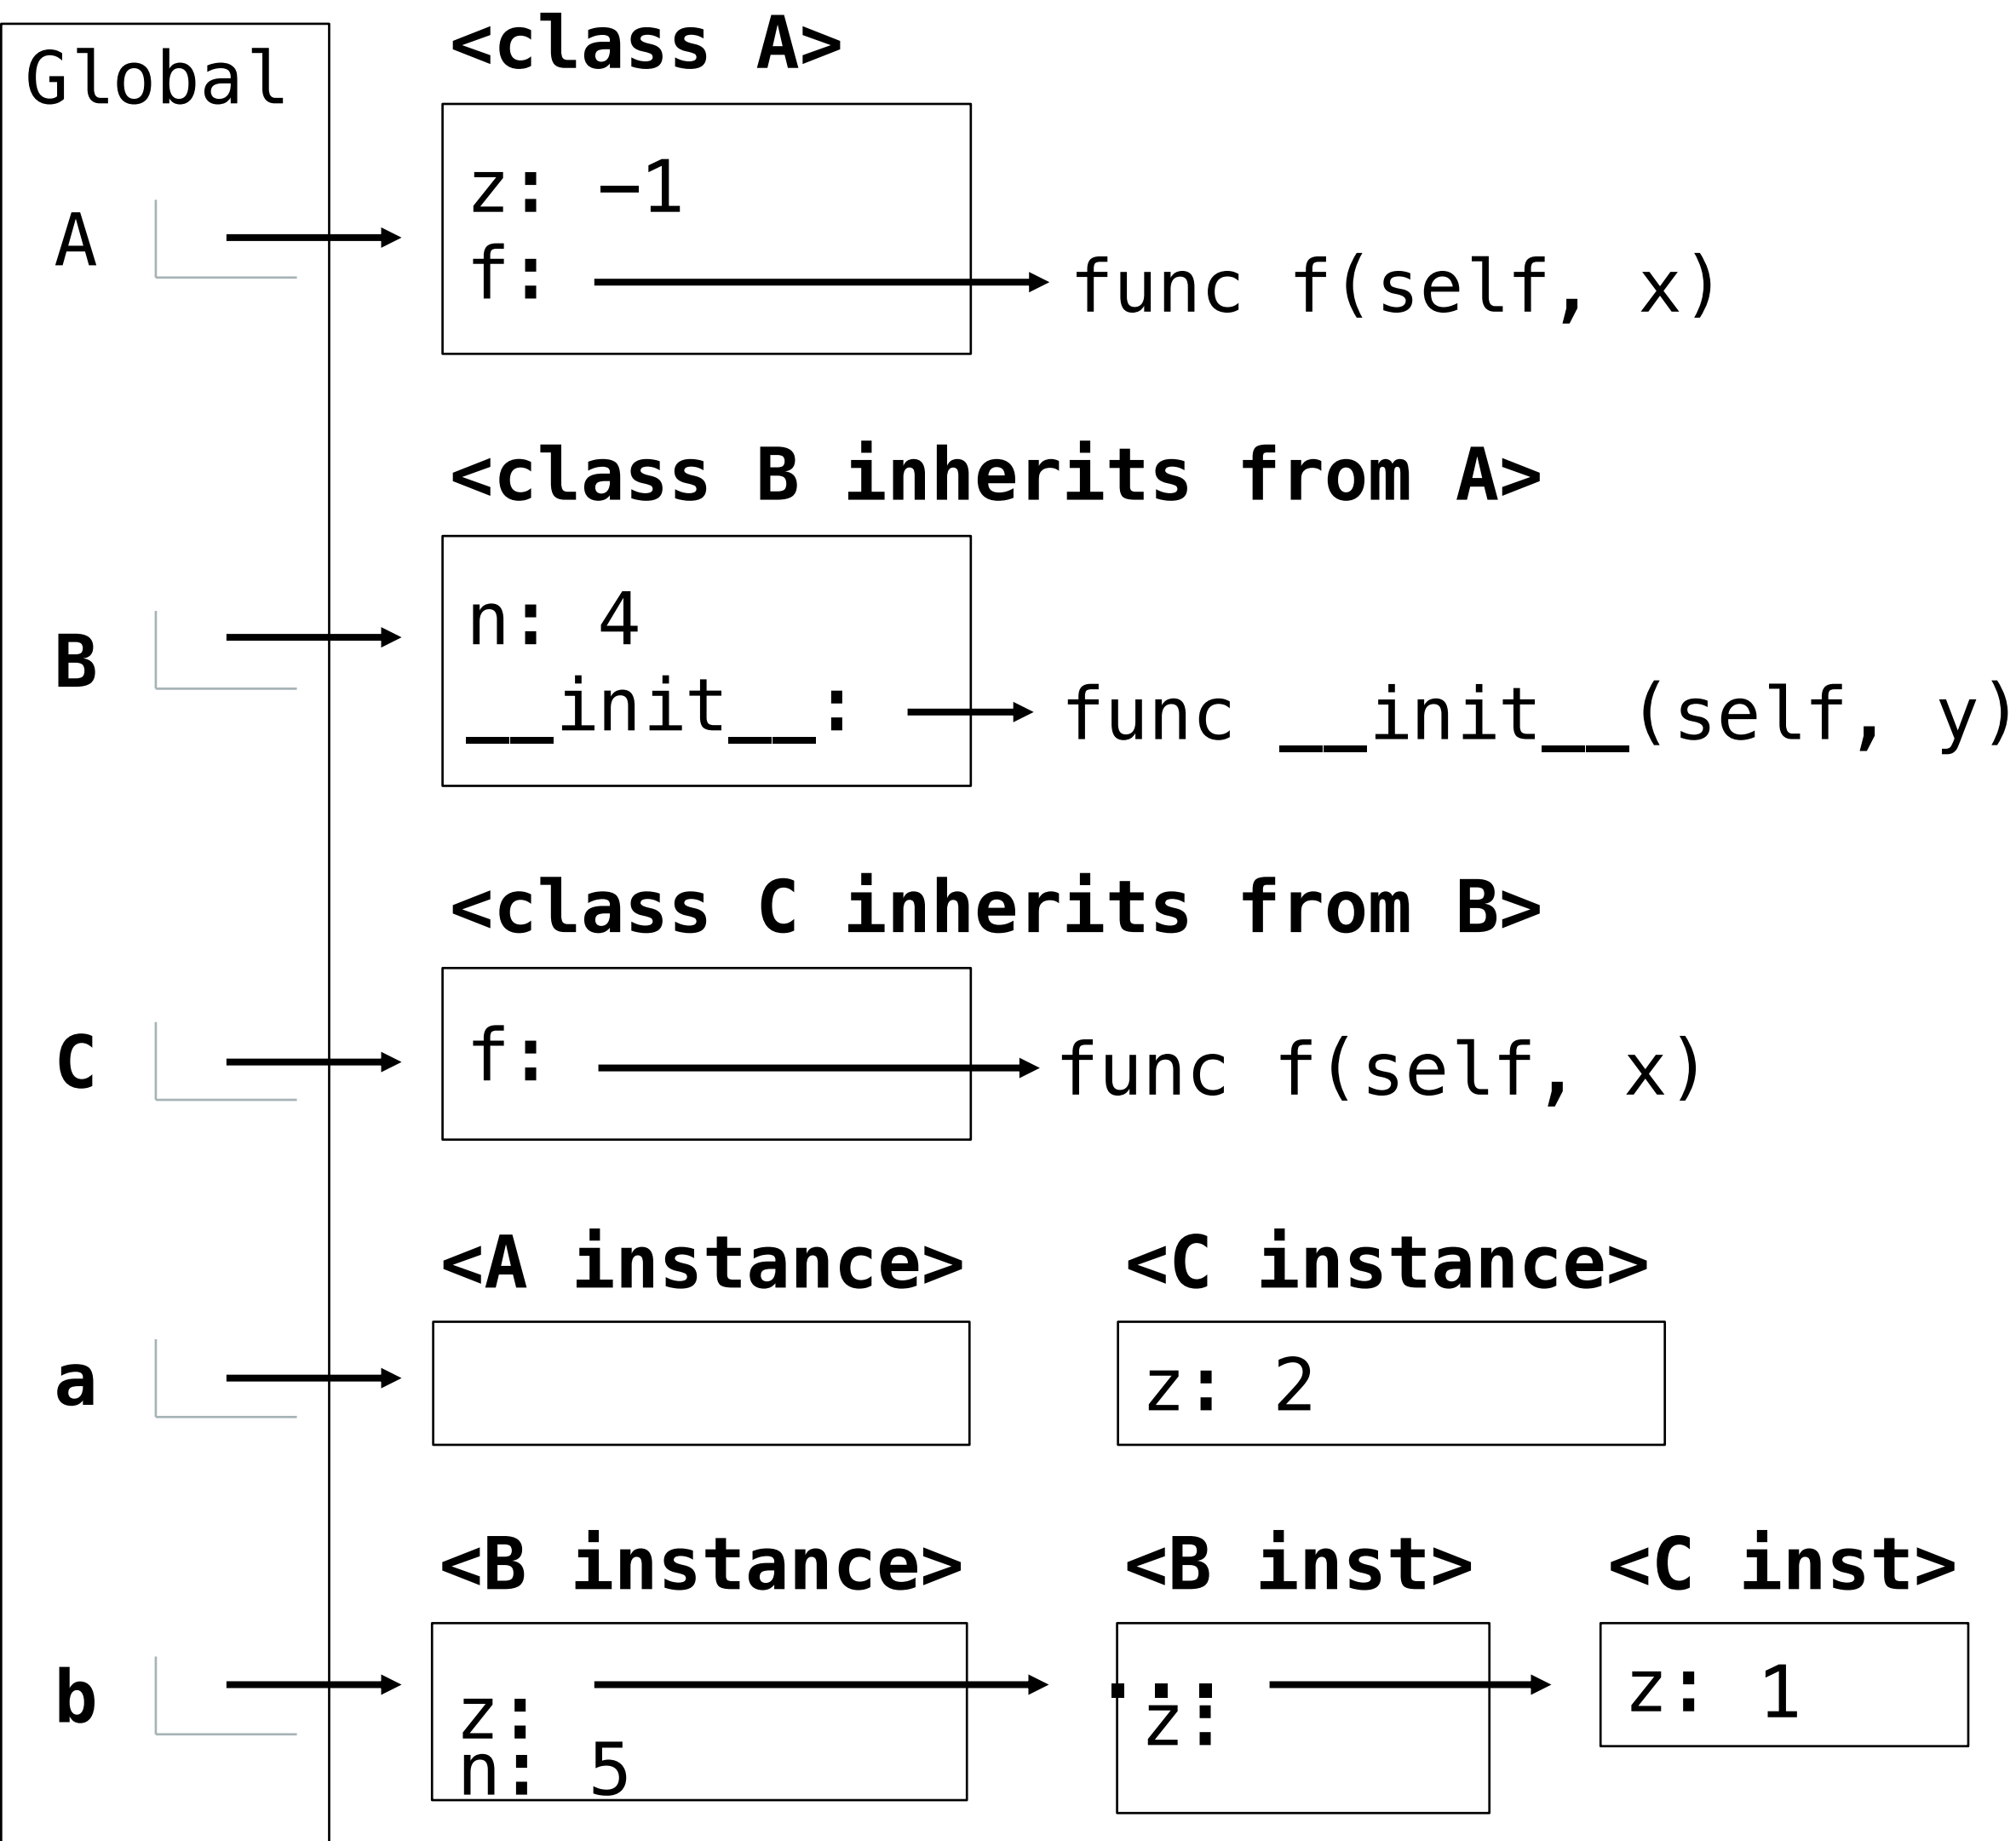 Global
<class A>
A
z: -1
f:
func f(self, x)
<class B inherits from A>
B
n: 4
__init__:
func __init__(self, y)
<class C inherits from B>
C
f:
func f(self, x)
<A instance>
<C instance>
a
z: 2
<B instance>
<B inst>
<C inst>
b
z:
n: 5
...
z:
z: 1